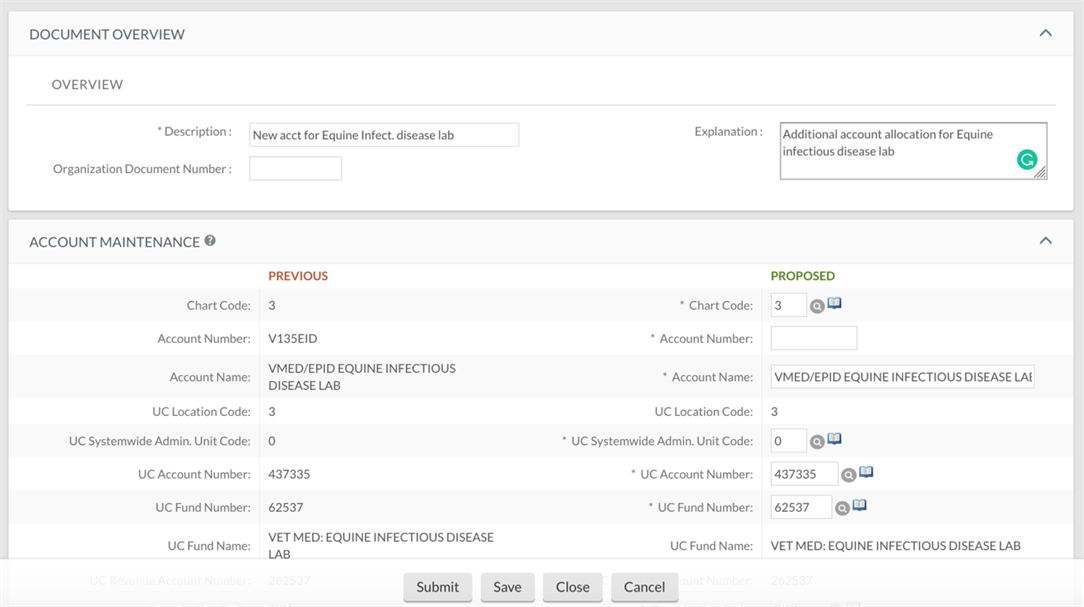 DOCUMENT OVERVIEW
OVERVIEW
* Description : New acct for Equine Infect. disease lab
Explanation : Additional account allocation for Equine
infectious disease lab
Organization Document Number :
ACCOUNT MAINTENANCE ?
PREVIOUS PROPOSED
Chart Code: 3 * Chart Code: 3
Account Number: V135EID * Account Number:
Account Name: VMED/EPID EQUINE INFECTIOUS
DISEASE LAB
* Account Name: VMED/EPID EQUINE INFECTIOUS DISEASE LAB
UC Location Code: 3 UC Location Code: 3
UC Systemwide Admin. Unit Code: 0 * UC Systemwide Admin. Unit Code: 0
UC Account Number: 437335 * UC Account Number: 437335
UC Fund Number: 62537 * UC Fund Number: 62537
UC Fund Name: VET MED: EQUINE INFECTIOUS DISEASE
LAB
UC Fund Name: VET MED: EQUINE INFECTIOUS DISEASE LAB
UC Revenue Account Number: 262537 ount Number: 262537
Submit Save Close Cancel